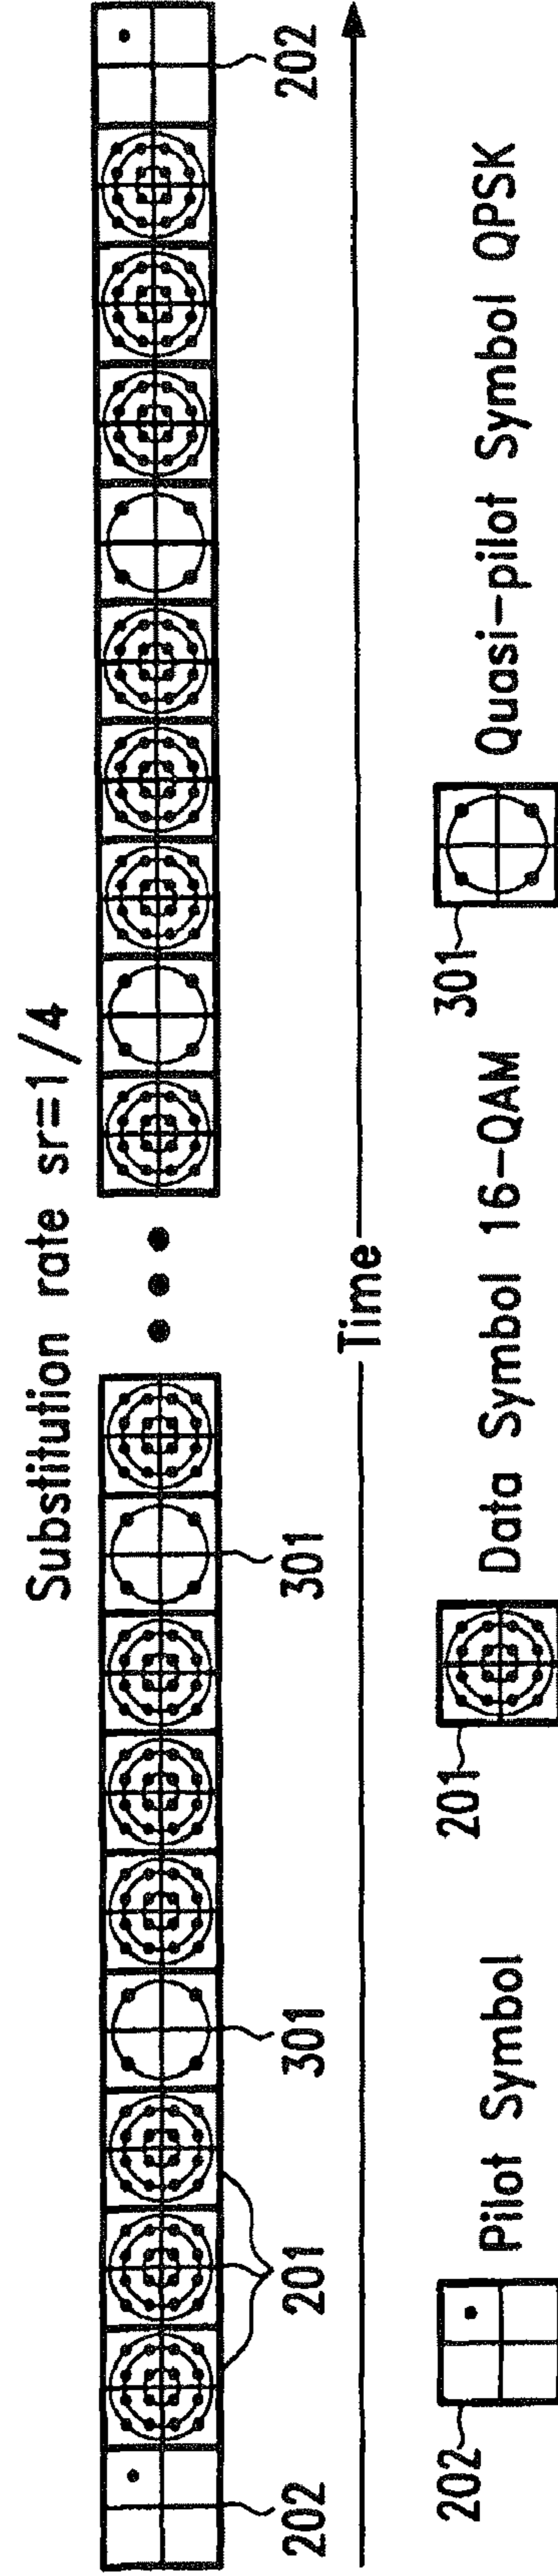 Substitution rate sr=1/4
202
201
301
301
202
Time
202 Pilot Symbol
201 Data Symbol 16-QAM
301 Quasi-pilot Symbol QPSK